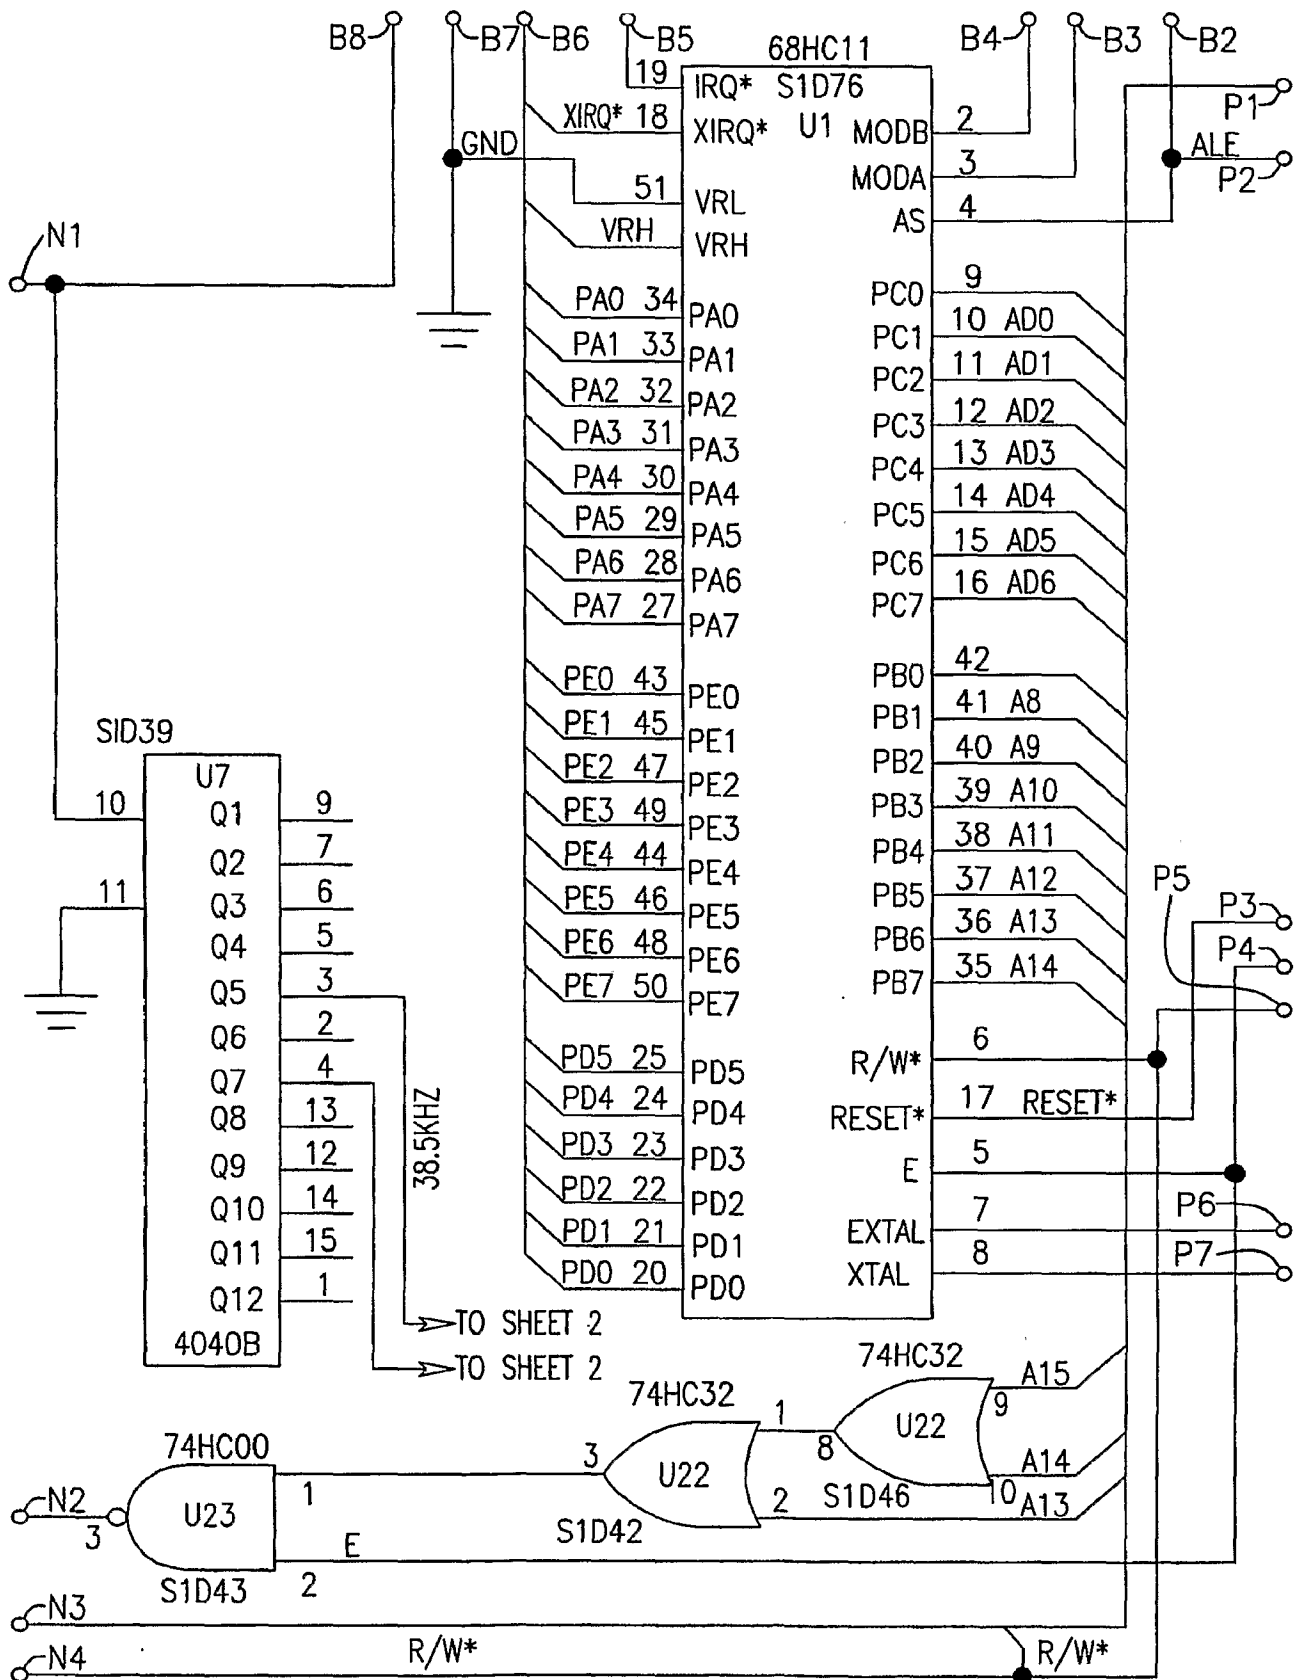 B8 B7 B6 B5 68HC11 B4 B3 B2
19 IRQ* S1D76 P1
XIRQ* 18 XIRQ* U1 MODB 2
GND ALE
MODA 3 P2
51 VRL AS 4
N1 VRH VRH
PC0 9
PA0 34 PA0 PC1 10 AD0
PA1 33 PA1 PC2 11 AD1
PA2 32 PA2 PC3 12 AD2
PA3 31 PA3 PC4 13 AD3
PA4 30 PA4 PC5 14 AD4
PA5 29 PA5 PC6 15 AD5
PA6 28 PA6 PC7 16 AD6
PA7 27 PA7
PE0 43 PE0 PB0 42
PE1 45 PE1 PB1 41 A8
PE2 47 PE2 PB2 40 A9
PE3 49 PE3 PB3 39 A10
PE4 44 PE4 PB4 38 A11
PE5 46 PE5 PB5 37 A12
PE6 48 PE6 PB6 36 A13
PE7 50 PE7 PB7 35 A14
P5
P3
P4
PD5 25 PD5 R/W* 6
PD4 24 PD4 RESET* 17 RESET*
PD3 23 PD3 E 5
PD2 22 PD2
PD1 21 PD1 EXTAL 7 P6
PD0 20 PD0 XTAL 8 P7
SID39
U7
10 Q1 9
Q2 7
11 Q3 6
Q4 5
Q5 3
Q6 2
Q7 4
Q8 13
Q9 12
Q10 14
Q11 15
Q12 1
4040B
38.5KHZ
TO SHEET 2
TO SHEET 2
74HC32
A15
9
U22
8
A14
10
S1D46
74HC32
1
3
U22
2
A13
S1D42
74HC00
1
N2
3
U23
E
2
S1D43
N3
N4 R/W* R/W*